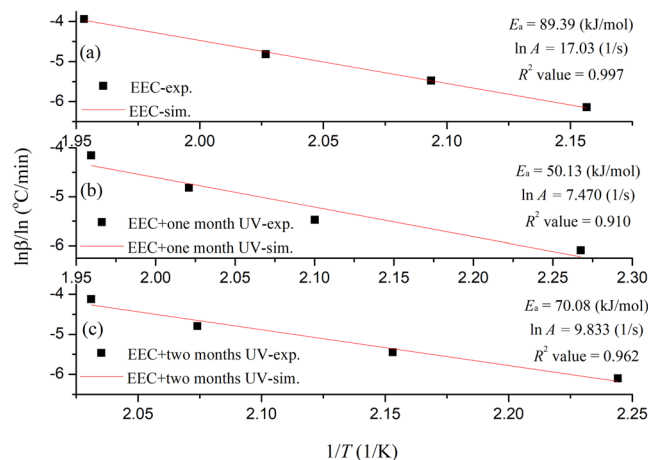 -4
-5
-6
(a)
EEC-exp.
EEC-sim.
Ea = 89.39 (kJ/mol)
ln A = 17.03 (1/s)
R² value = 0.997
1.95 2.00 2.05 2.10 2.15
-4
-5
-6
(b)
EEC+one month UV-exp.
EEC+one month UV-sim.
Ea = 50.13 (kJ/mol)
ln A = 7.470 (1/s)
R² value = 0.910
1.95 2.00 2.05 2.10 2.15 2.20 2.25 2.30
-4
-5
-6
(c)
EEC+two months UV-exp.
EEC+two months UV-sim.
Ea = 70.08 (kJ/mol)
ln A = 9.833 (1/s)
R² value = 0.962
2.05 2.10 2.15 2.20 2.25
lnβ/ln (°C/min)
1/T (1/K)